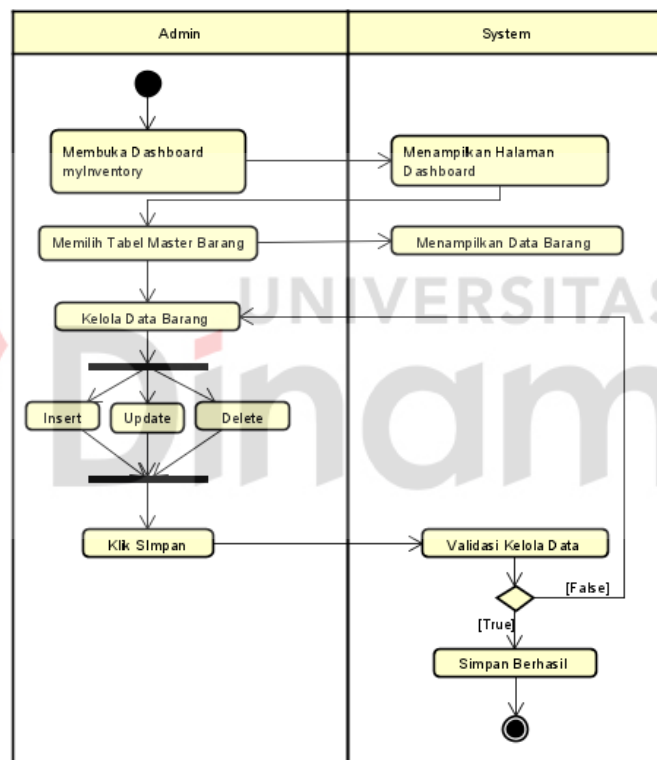 Admin
System
Membuka Dashboard
myInventory
Menampilkan Halaman
Dashboard
Memilih Tabel Master Barang
Menampilkan Data Barang
UNIVERSITAS
Kelola Data Barang
Dinam
Insert
Update
Delete
Klik SImpan
Validasi Kelola Data
[False]
[True]
Simpan Berhasil